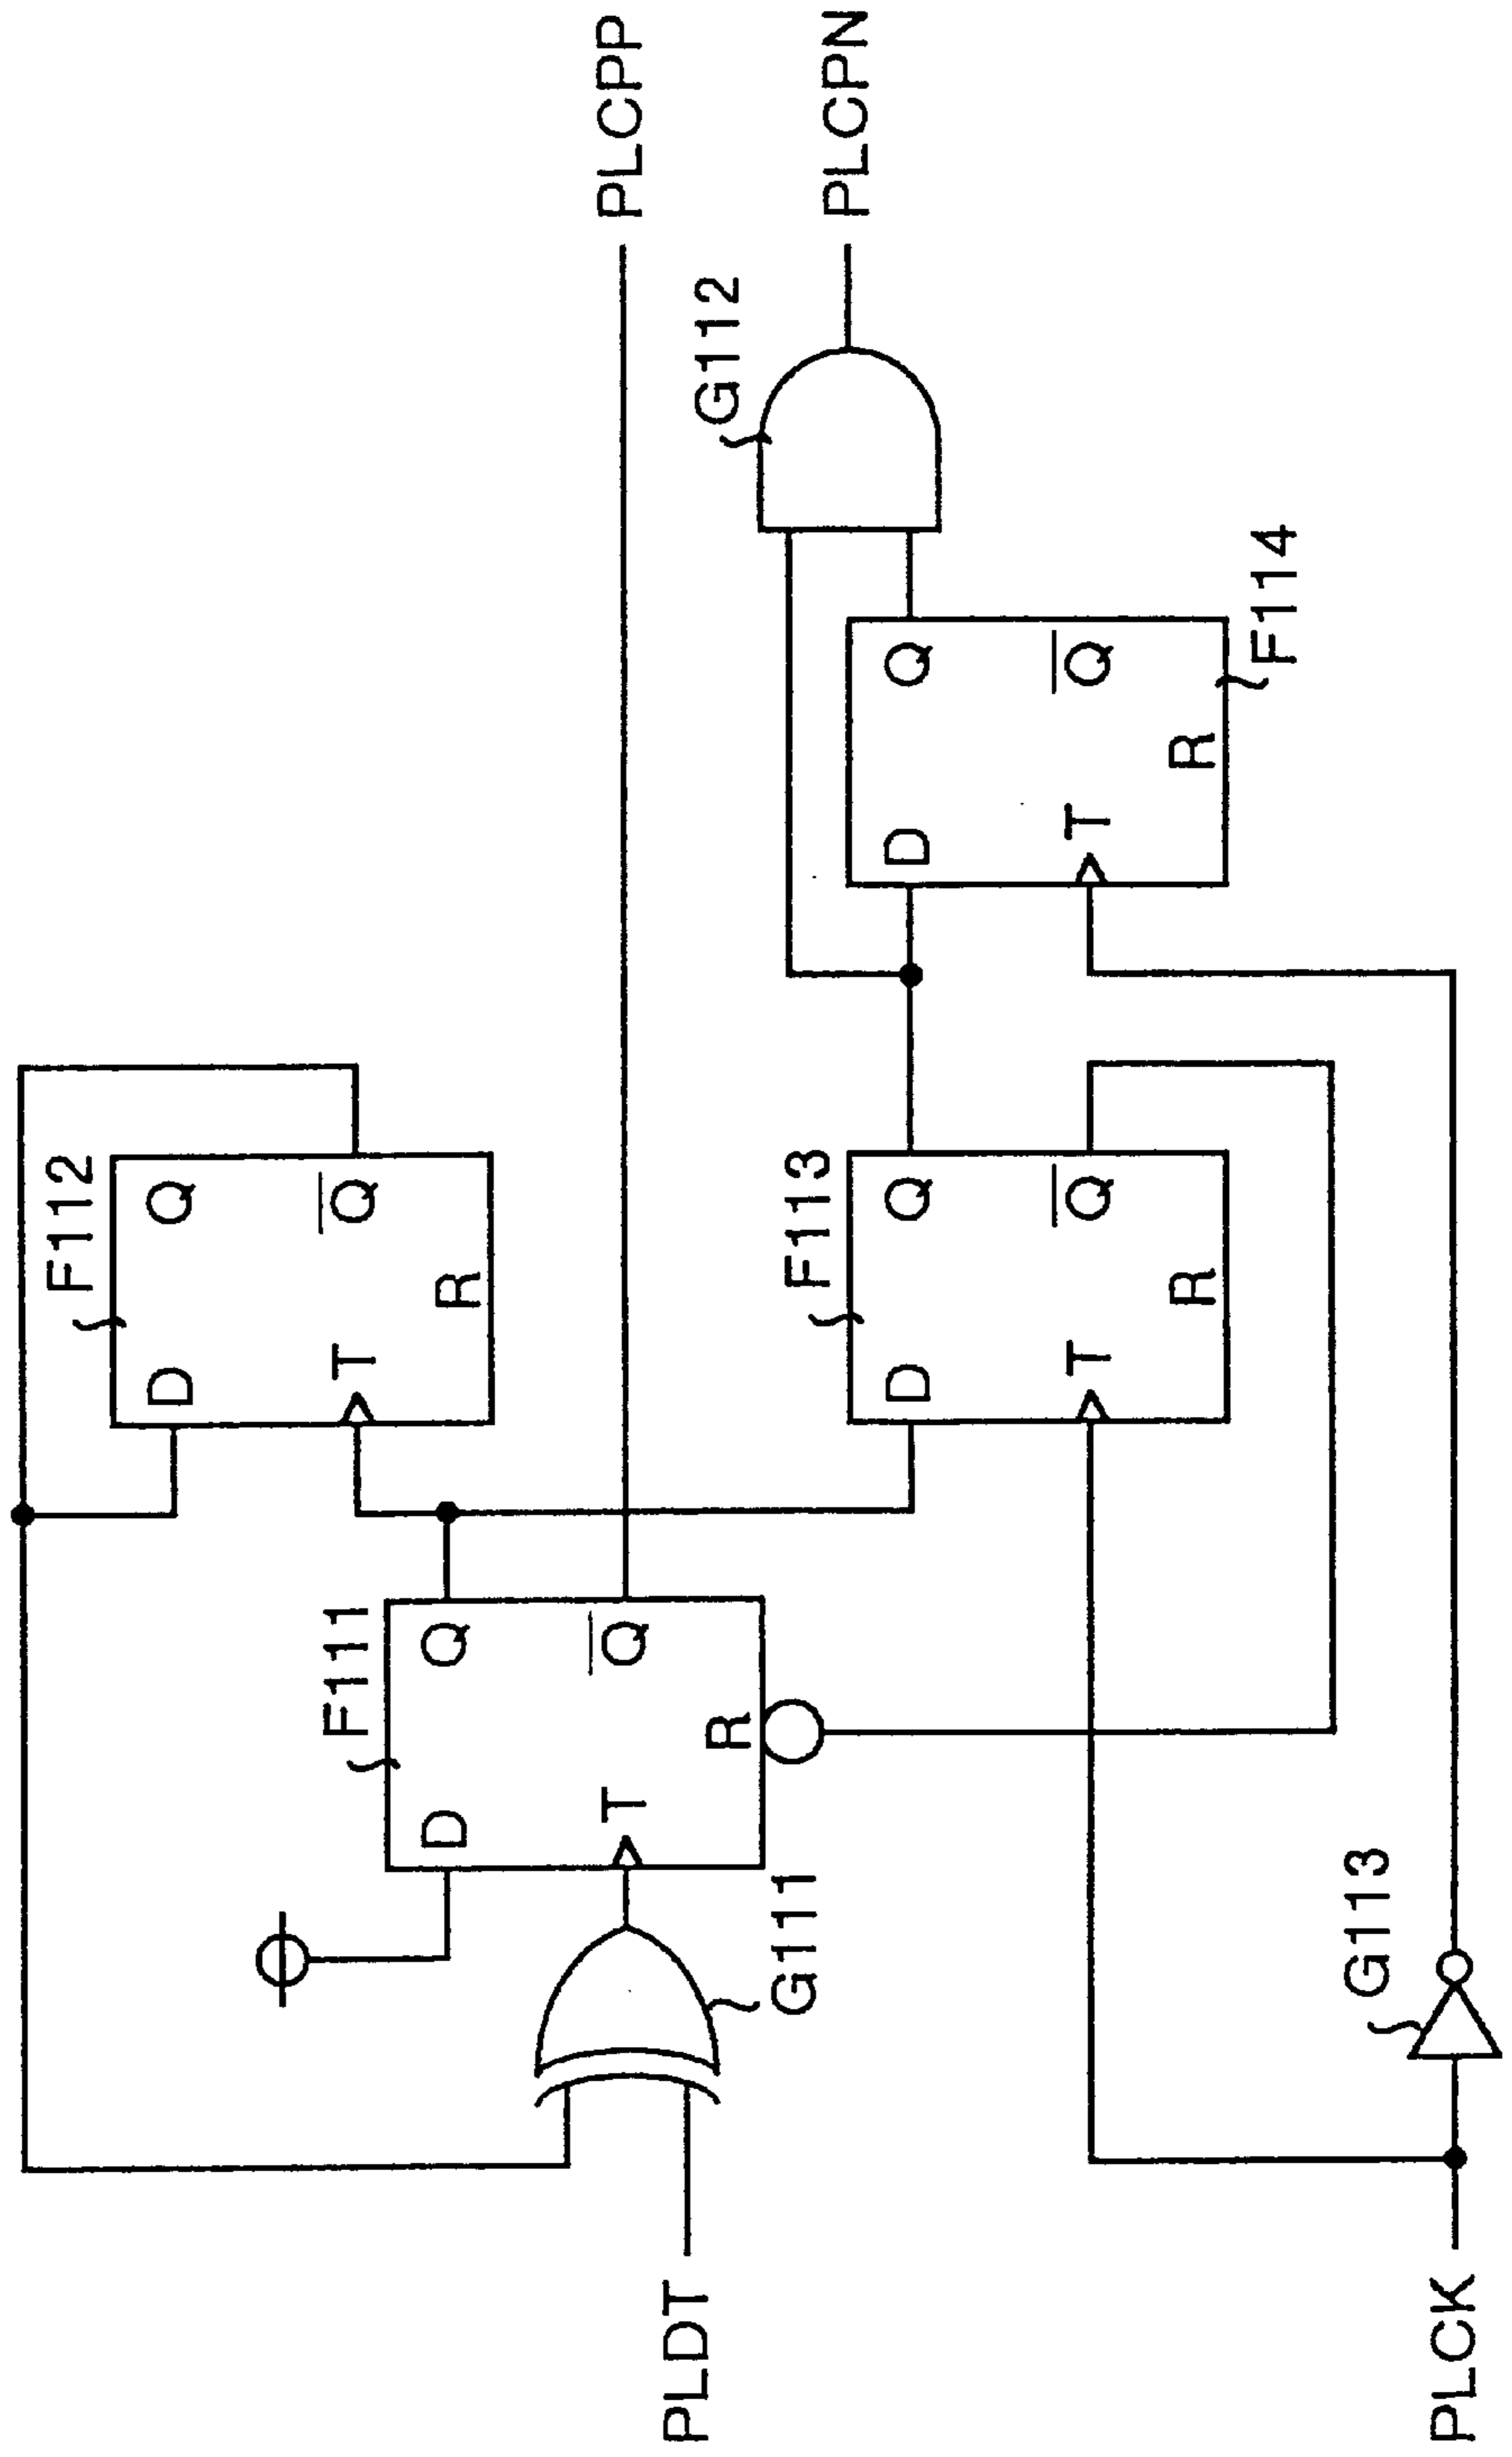 F112
D
Q
T
Q
R
F111
D
Q
T
Q
R
PLCPP
G111
PLDT
F113
D
Q
T
Q
R
D
Q
T
Q
R
F114
G112
PLCPN
G113
PLCK